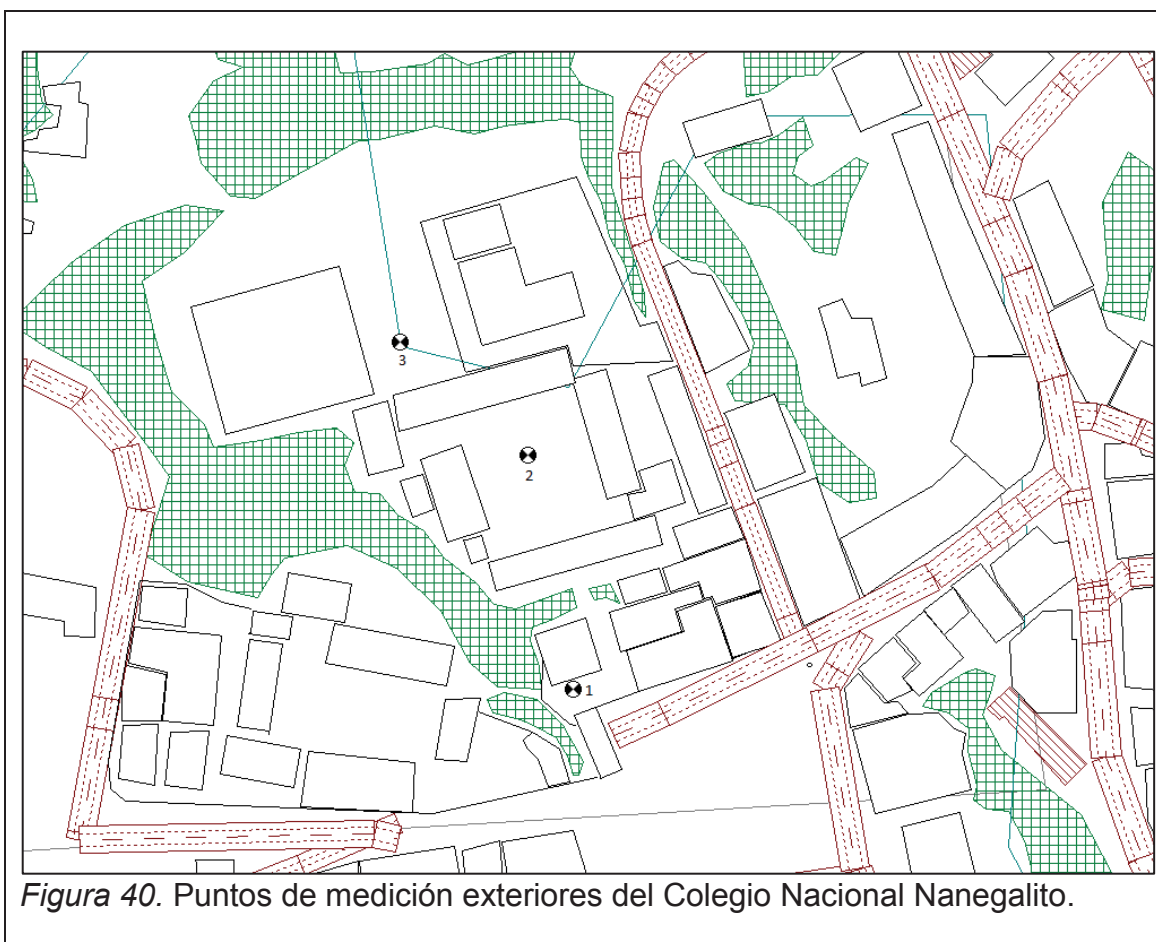 3
2
1
Figura 40. Puntos de medición exteriores del Colegio Nacional Nanegalito.